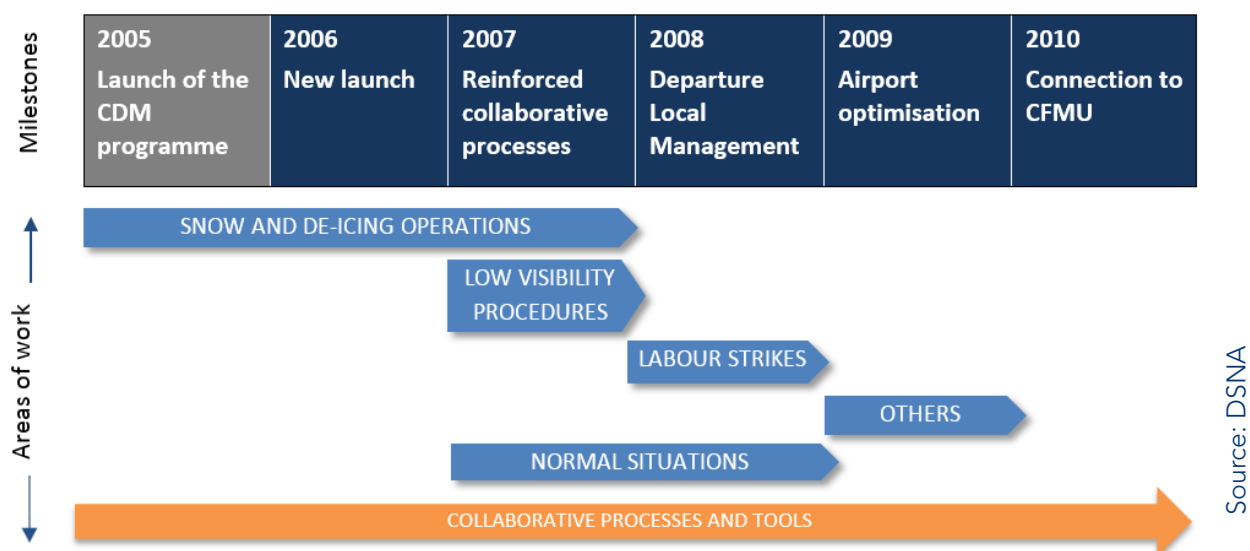 Milestones
2005
Launch of the
CDM
programme
2006
New launch
2007
Reinforced
collaborative
processes
2008
Departure
Local
Management
2009
Airport
optimisation
2010
Connection to
CFMU
Areas of work
SNOW AND DE-ICING OPERATIONS
LOW VISIBILITY
PROCEDURES
LABOUR STRIKES
OTHERS
NORMAL SITUATIONS
COLLABORATIVE PROCESSES AND TOOLS
Source: DSNA